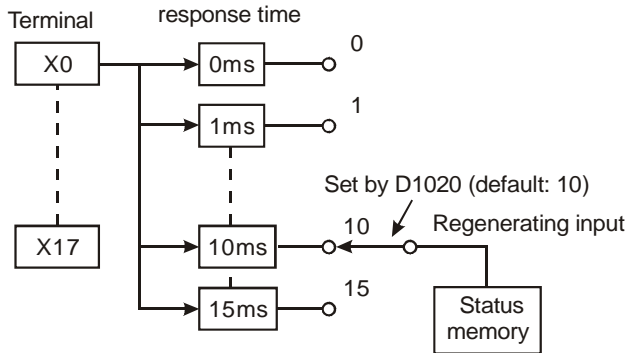 Terminal
response time
X0
0ms
0
1ms
1
Set by D1020 (default: 10)
X17
10ms
10
Regenerating input
15ms
15
Status
memory